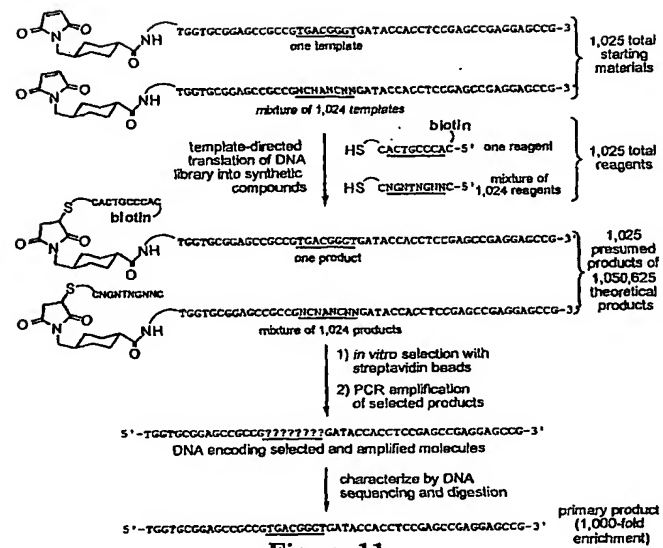 TGGTGCGGAGCCGCCGTGACGGGTGATACCACCTCCGAGCCGAGGAGCCG-3'
one template
1,025 total
starting
materials
TGGTGCGGAGCCGCCGNCNANCNNGATACCACCTCCGAGCCGAGGAGCCG-3'
mixture of 1,024 templates
template-directed
translation of DNA
library into synthetic
compounds
biotin
HS CACTGCCCAC-5' one reagent
HS CNGNTNGNNC-5' mixture of
1,024 reagents
1,025 total
reagents
S CACTGCCCAC
biotin
TGGTGCGGAGCCGCCGTGACGGGTGATACCACCTCCGAGCCGAGGAGCCG-3'
one product
S CNGNTNGNNC
TGGTGCGGAGCCGCCGNCNANCNNGATACCACCTCCGAGCCGAGGAGCCG-3'
mixture of 1,024 products
1,025
presumed
products of
1,050,625
theoretical
products
1) in vitro selection with
streptavidin beads
2) PCR amplification
of selected products
5'-TGGTGCGGAGCCGCCG????????GATACCACCTCCGAGCCGAGGAGCCG-3'
DNA encoding selected and amplified molecules
characterize by DNA
sequencing and digestion
5'-TGGTGCGGAGCCGCCGTGACGGGTGATACCACCTCCGAGCCGAGGAGCCG-3'
primary product
(1,000-fold
enrichment)